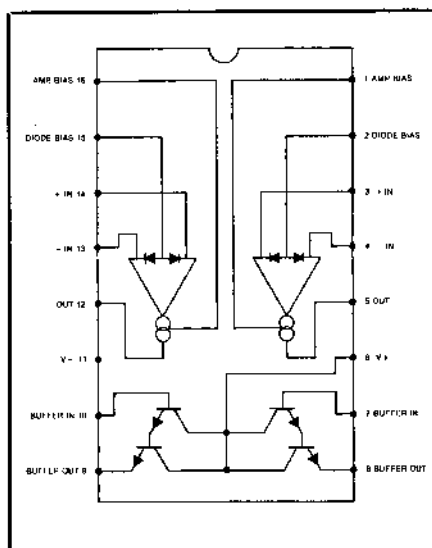 AMP BIAS 16
1 AMP BIAS
DIODE BIAS 15
2 DIODE BIAS
+ IN 14
3 + IN
− IN 13
4 IN
OUT 12
5 OUT
V − 11
6 V +
BUFFER IN 10
7 BUFFER IN
BUFFER OUT 9
8 BUFFER OUT